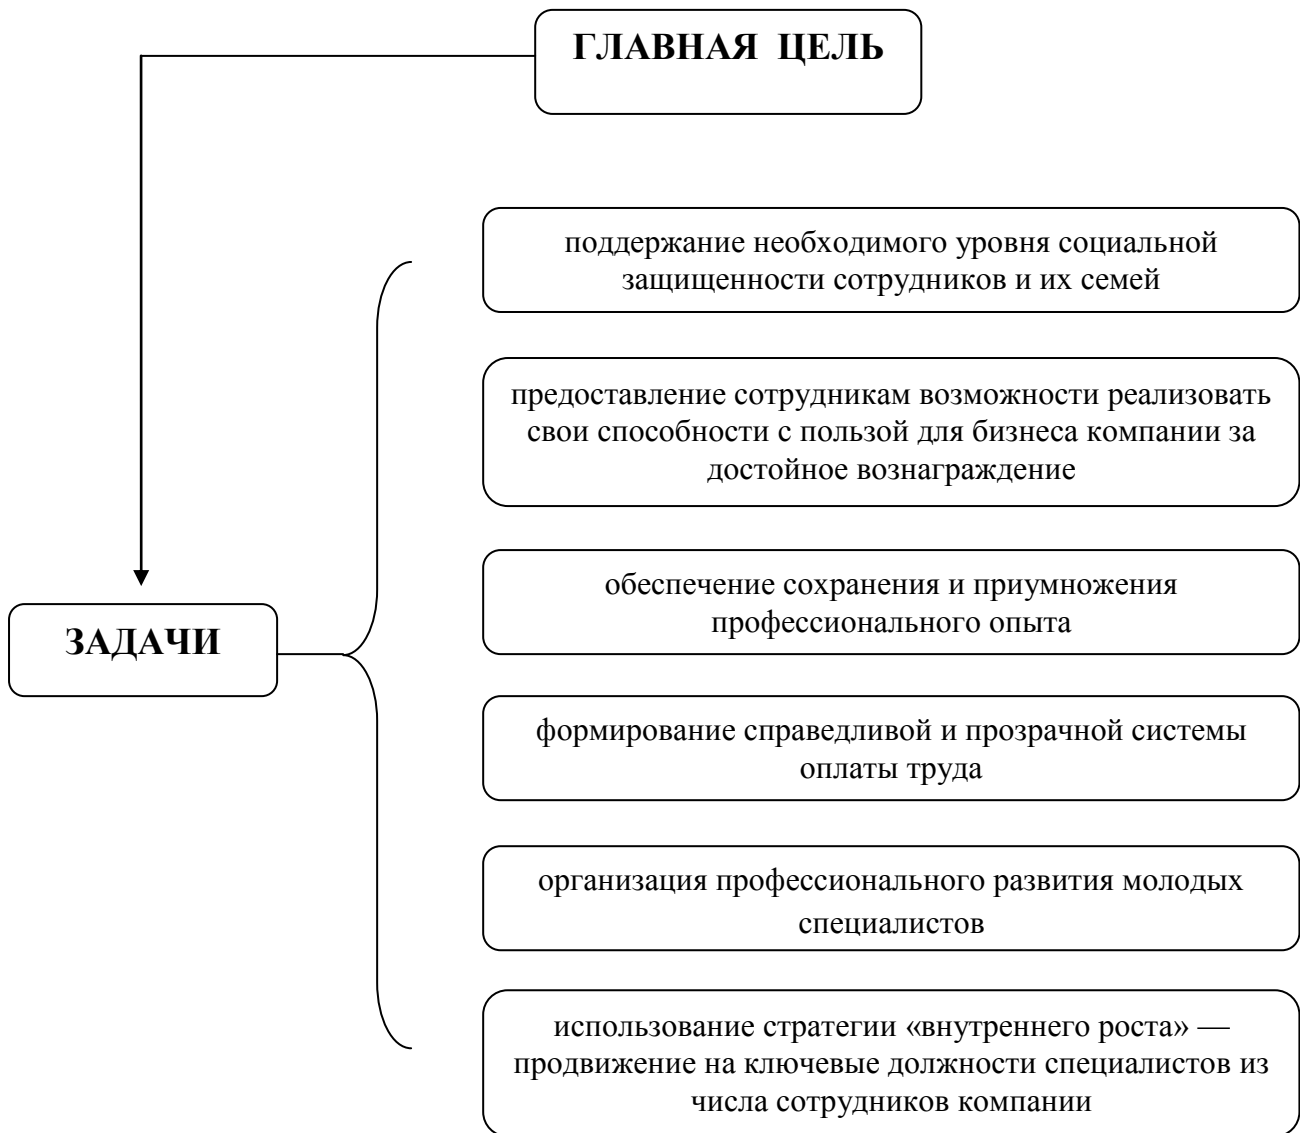 ГЛАВНАЯ ЦЕЛЬ
поддержание необходимого уровня социальной
защищенности сотрудников и их семей
предоставление сотрудникам возможности реализовать
свои способности с пользой для бизнеса компании за
достойное вознаграждение
обеспечение сохранения и приумножения
профессионального опыта
ЗАДАЧИ
формирование справедливой и прозрачной системы
оплаты труда
организация профессионального развития молодых
специалистов
использование стратегии «внутреннего роста» —
продвижение на ключевые должности специалистов из
числа сотрудников компании